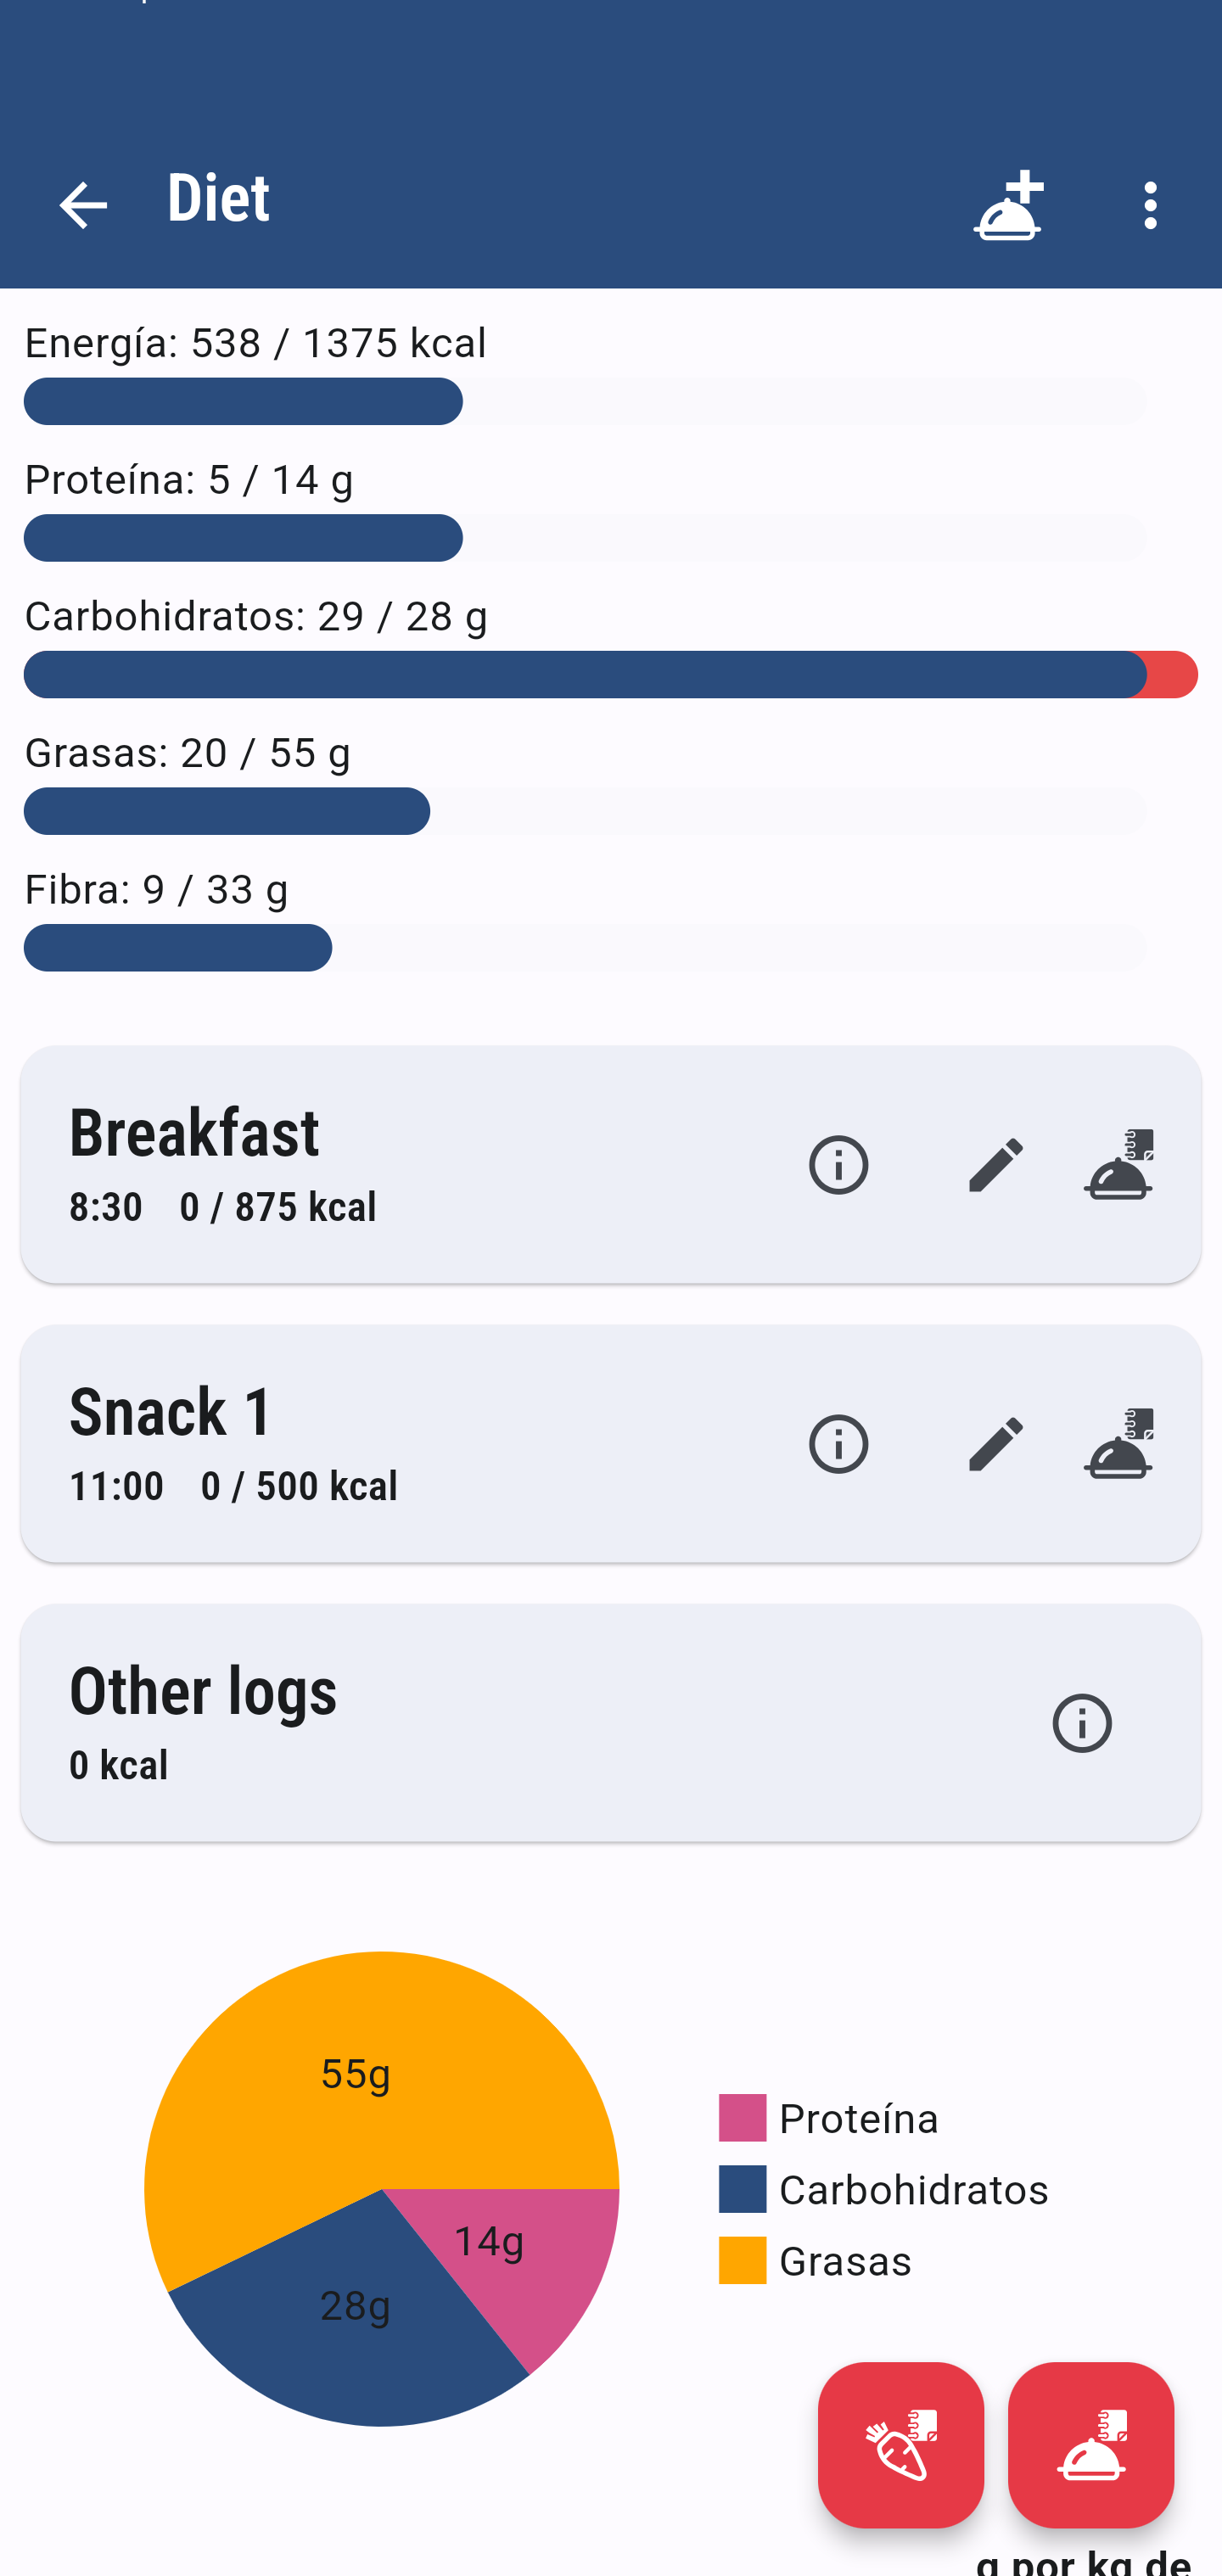 Diet
Energía: 538 / 1375 kcal
Proteína: 5 / 14 g
Carbohidratos: 29 / 28 g
Grasas: 20 / 55 g
Fibra: 9 / 33 g
Breakfast
8:30 0 / 875 kcal
Snack 1
11:00 0 / 500 kcal
Other logs
0 kcal
55g
14g
28g
Proteína
Carbohidratos
Grasas
g por kg de